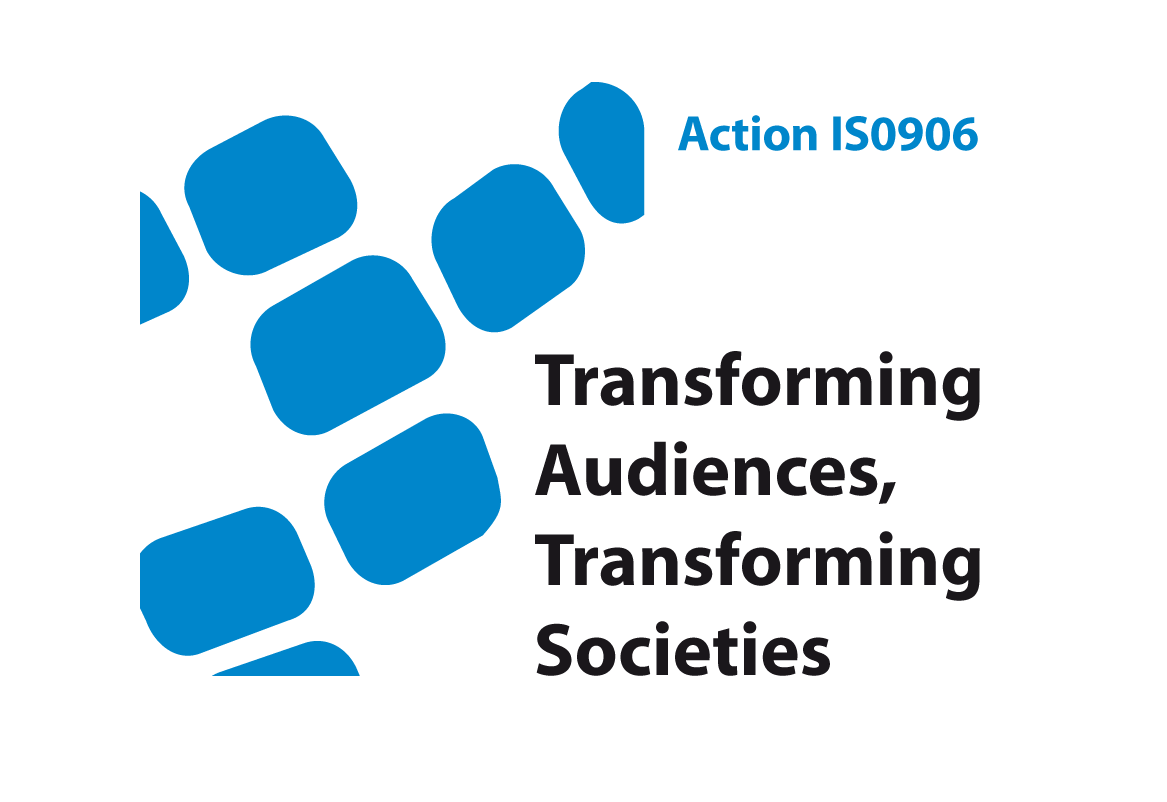 Action IS0906
Transforming
Audiences,
Transforming
Societies